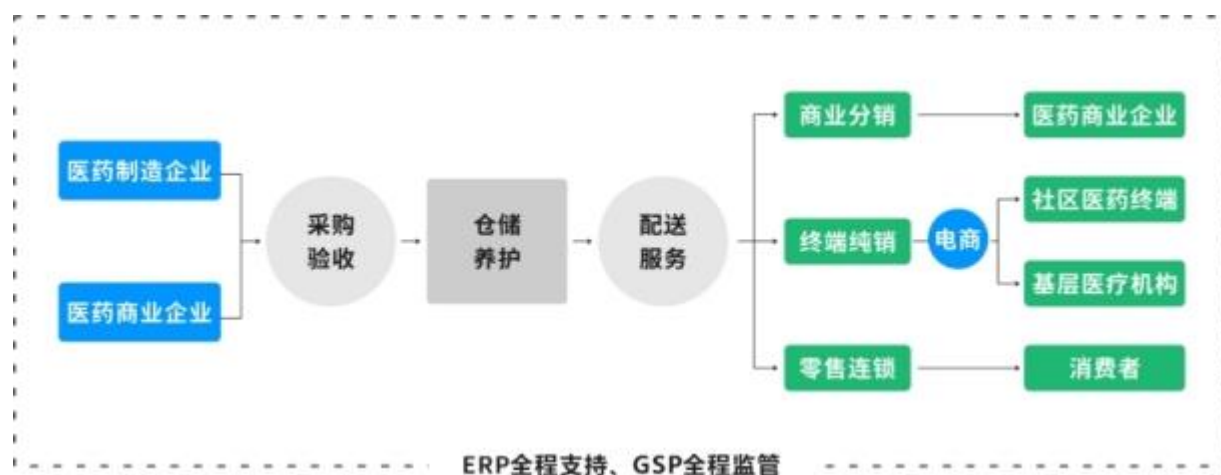 医药制造企业
医药商业企业
采购
验收
仓储
养护
配送
服务
商业分销
医药商业企业
终端纯销
电商
社区医药终端
基层医疗机构
零售连锁
消费者
ERP全程支持、GSP全程监管